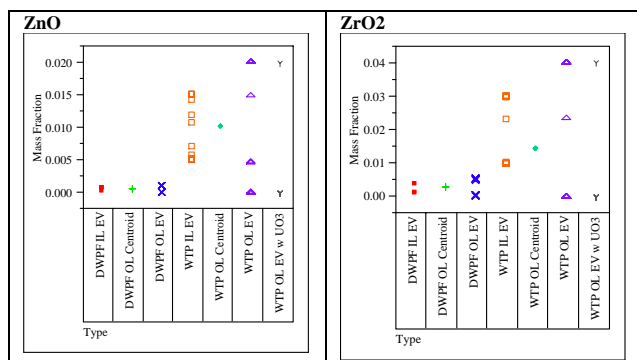 ZnO
0.020
0.015
0.010
0.005
0.000
Mass Fraction
DWPF IL EV
DWPF OL Centroid
DWPF OL EV
WTP IL EV
WTP OL Centroid
WTP OL EV
WTP OL EV w UO3
Type
ZrO2
0.04
0.03
0.02
0.010
0.00
Mass Fraction
DWPF IL EV
DWPF OL Centroid
DWPF OL EV
WTP IL EV
WTP OL Centroid
WTP OL EV
WTP OL EV w UO3
Type